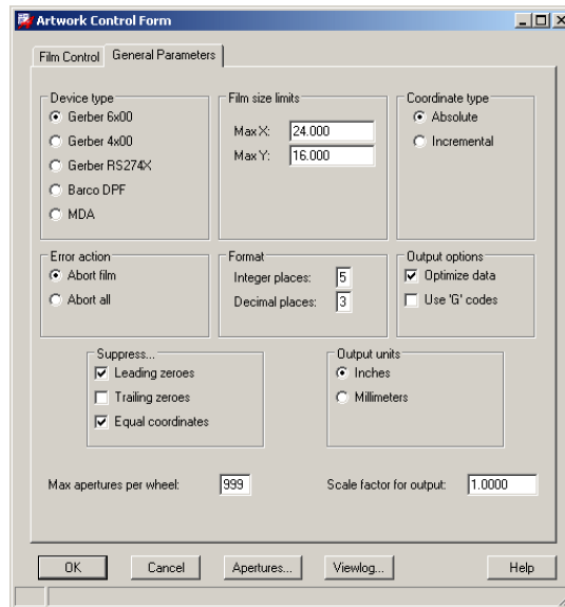 Artwork Control Form
Film Control
General Parameters
Device type
Gerber 6x00
Gerber 4x00
Gerber RS274X
Barco DPF
MDA
Film size limits
Max X: 24.000
Max Y: 16.000
Coordinate type
Absolute
Incremental
Error action
Abort film
Abort all
Format
Integer places: 5
Decimal places: 3
Output options
Optimize data
Use 'G' codes
Suppress...
Leading zeroes
Trailing zeroes
Equal coordinates
Output units
Inches
Millimeters
Max apertures per wheel: 999
Scale factor for output: 1.0000
OK
Cancel
Apertures...
Viewlog...
Help